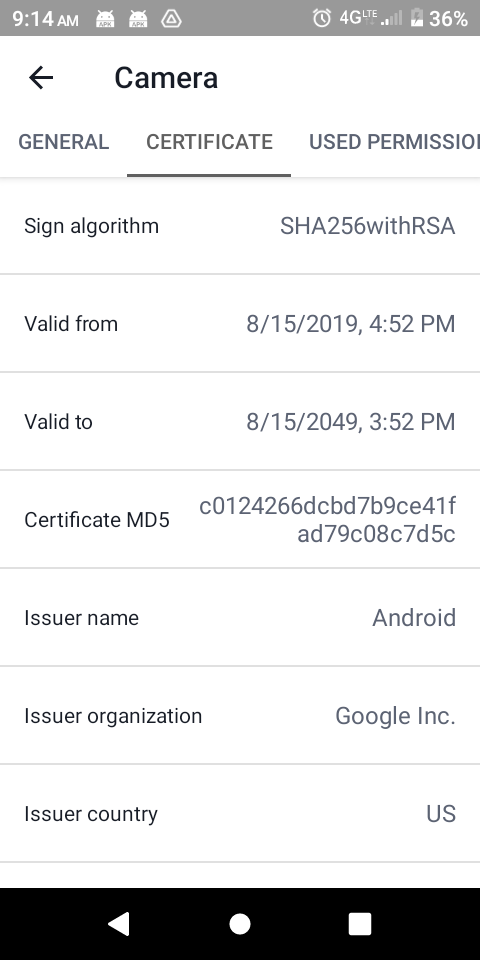 9:14 AM APK APK 4G LTE 36%
Camera
GENERAL CERTIFICATE USED PERMISSIO
Sign algorithm SHA256withRSA
Valid from 8/15/2019, 4:52 PM
Valid to 8/15/2049, 3:52 PM
Certificate MD5 c0124266dcbd7b9ce41f
ad79c08c7d5c
Issuer name Android
Issuer organization Google Inc.
Issuer country US